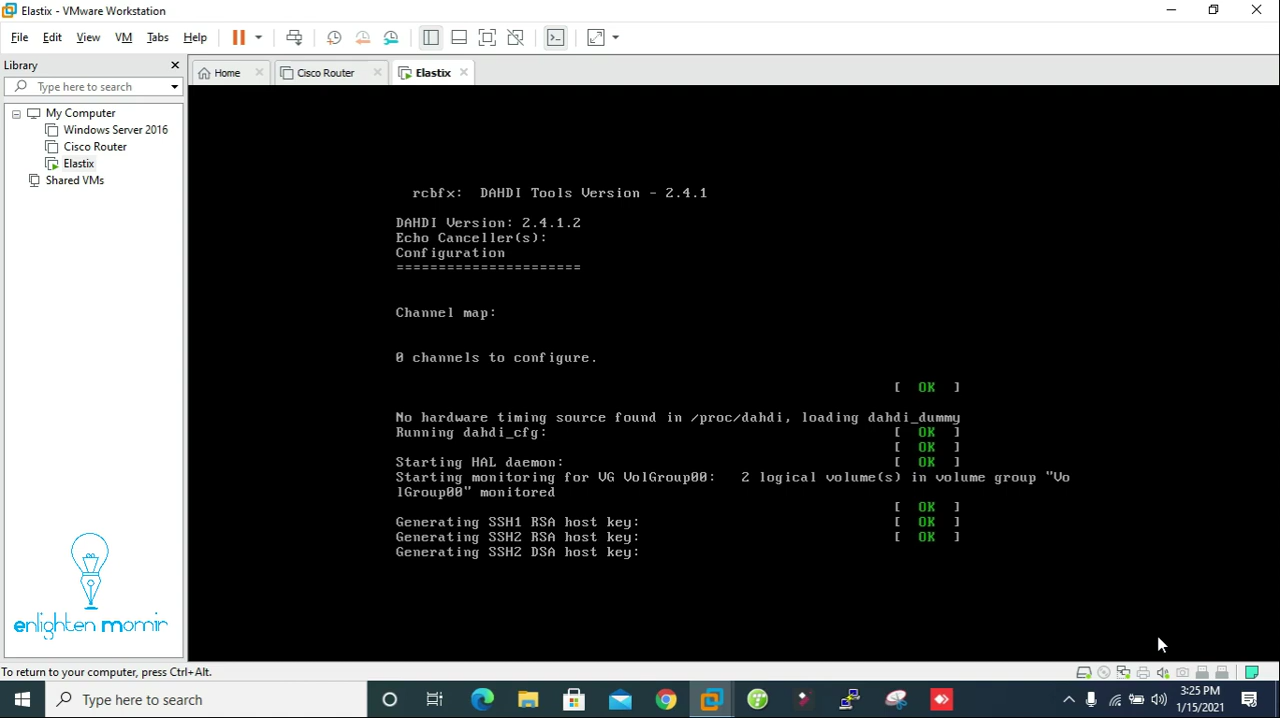 Elastix - VMware Workstation
File Edit View VM Tabs Help
Library
Type here to search
My Computer
Windows Server 2016
Cisco Router
Elastix
Shared VMs
Home
Cisco Router
Elastix
rcbfx: DAHDI Tools Version - 2.4.1
DAHDI Version: 2.4.1.2
Echo Canceller(s):
Configuration
======================
Channel map:
0 channels to configure.
[ OK ]
No hardware timing source found in /proc/dahdi, loading dahdi_dummy
Running dahdi_cfg: [ OK ]
[ OK ]
Starting HAL daemon: [ OK ]
Starting monitoring for VG VolGroup00: 2 logical volume(s) in volume group "Vo
lGroup00" monitored
[ OK ]
Generating SSH1 RSA host key: [ OK ]
Generating SSH2 RSA host key: [ OK ]
Generating SSH2 DSA host key:
enlighten momin
To return to your computer, press Ctrl+Alt.
Type here to search
3:25 PM
1/15/2021